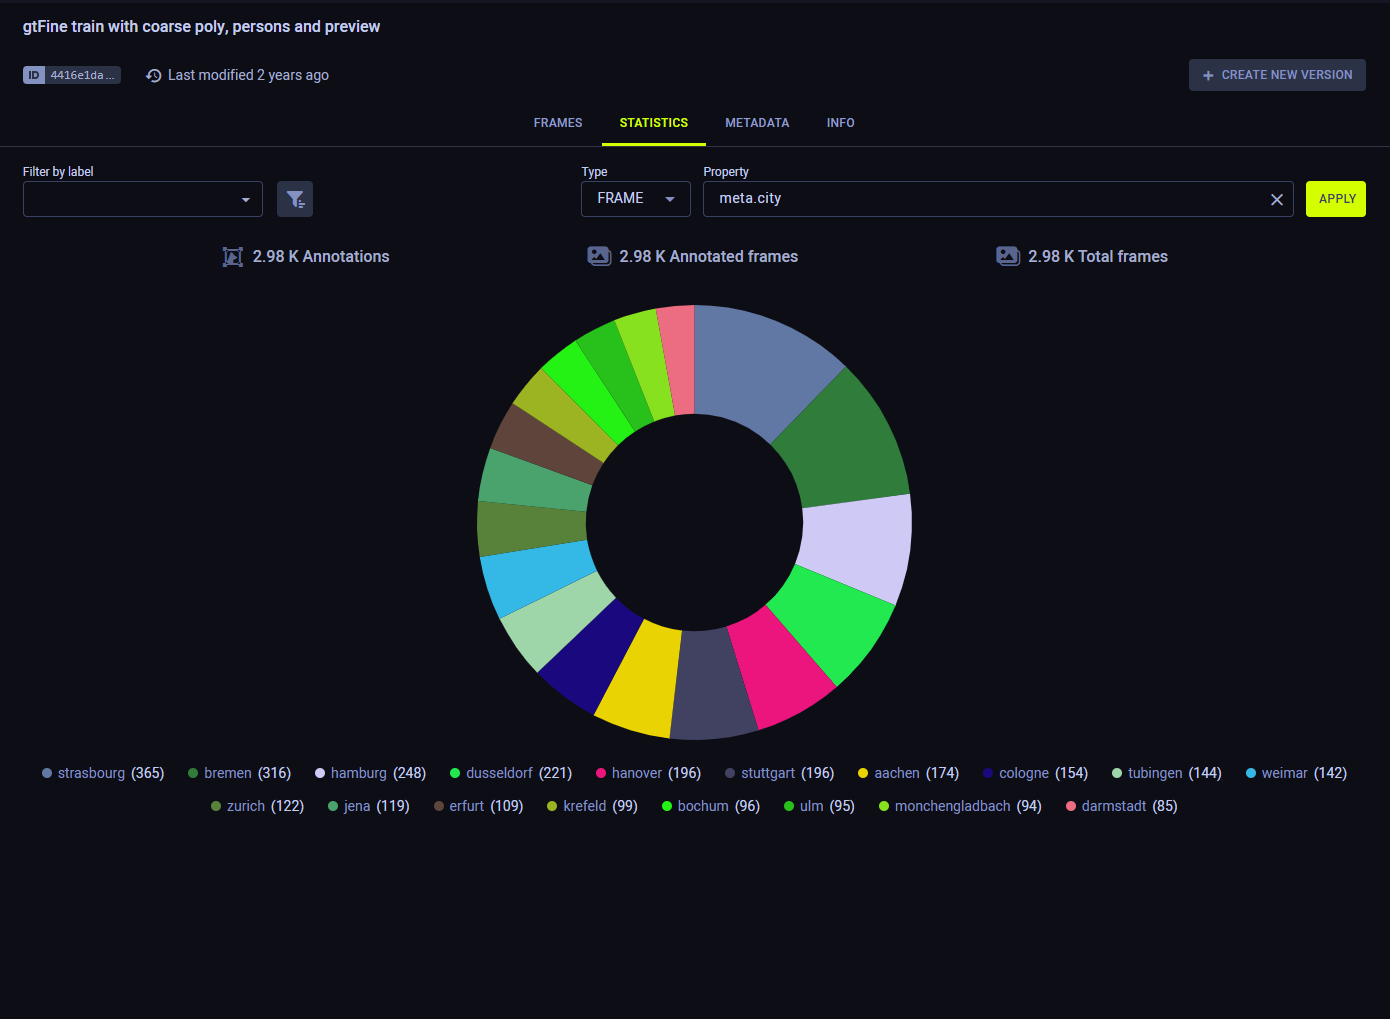 gtFine train with coarse poly, persons and preview
ID 4416e1da... Last modified 2 years ago + CREATE NEW VERSION
FRAMES STATISTICS METADATA INFO
Filter by label Type Property
FRAME meta.city APPLY
2.98 K Annotations 2.98 K Annotated frames 2.98 K Total frames
strasbourg (365) bremen (316) hamburg (248) dusseldorf (221) hanover (196) stuttgart (196) aachen (174) cologne (154) tubingen (144) weimar (142)
zurich (122) jena (119) erfurt (109) krefeld (99) bochum (96) ulm (95) monchengladbach (94) darmstadt (85)